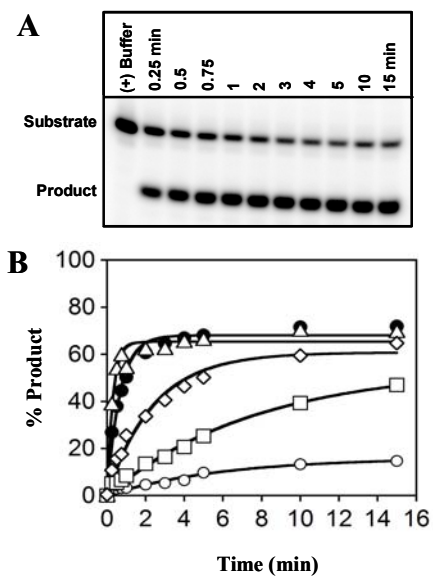 A
(+) Buffer
0.25 min
0.5
0.75
1
2
3
4
5
10
15 min
Substrate
Product
B
% Product
100
80
60
40
20
0
0 2 4 6 8 10 12 14 16
Time (min)